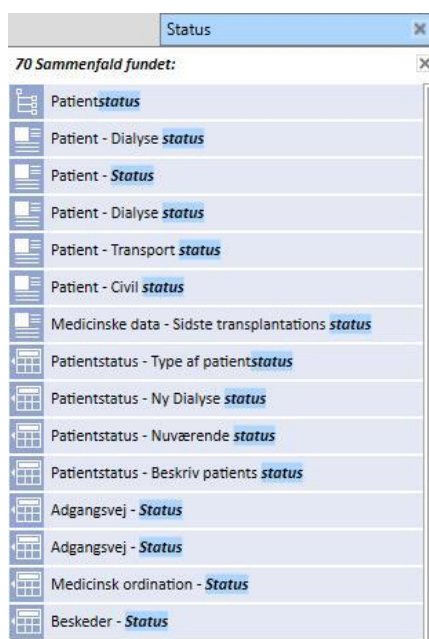 Status
70 Sammenfald fundet:
Patientstatus
Patient - Dialyse status
Patient - Status
Patient - Dialyse status
Patient - Transport status
Patient - Civil status
Medicinske data - Sidste transplantations status
Patientstatus - Type af patientstatus
Patientstatus - Ny Dialyse status
Patientstatus - Nuværende status
Patientstatus - Beskriv patients status
Adgangsvej - Status
Adgangsvej - Status
Medicinsk ordination - Status
Beskeder - Status